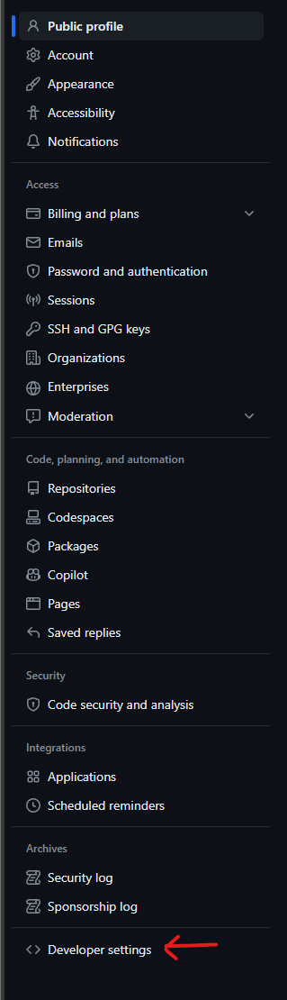 Public profile
Account
Appearance
Accessibility
Notifications
Access
Billing and plans
Emails
Password and authentication
Sessions
SSH and GPG keys
Organizations
Enterprises
Moderation
Code, planning, and automation
Repositories
Codespaces
Packages
Copilot
Pages
Saved replies
Security
Code security and analysis
Integrations
Applications
Scheduled reminders
Archives
Security log
Sponsorship log
Developer settings